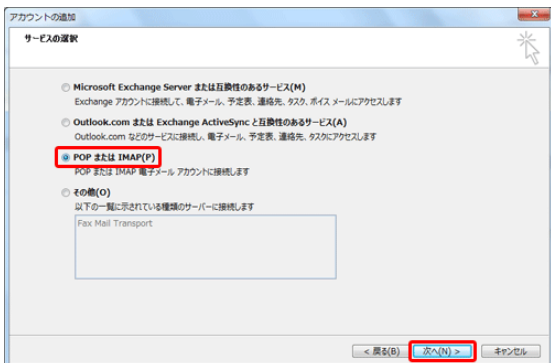 アカウントの追加
サービスの選択
Microsoft Exchange Server または互換性のあるサービス(M)
Exchange アカウントに接続して、電子メール、予定表、連絡先、タスク、ボイス メールにアクセスします
Outlook.com または Exchange ActiveSync と互換性のあるサービス(A)
Outlook.com などのサービスに接続し、電子メール、予定表、連絡先、タスクにアクセスします
POP または IMAP(P)
POP または IMAP 電子メール アカウントに接続します
その他(O)
以下の一覧に示されている種類のサーバーに接続します
Fax Mail Transport
< 戻る(B) 次へ(N) > キャンセル